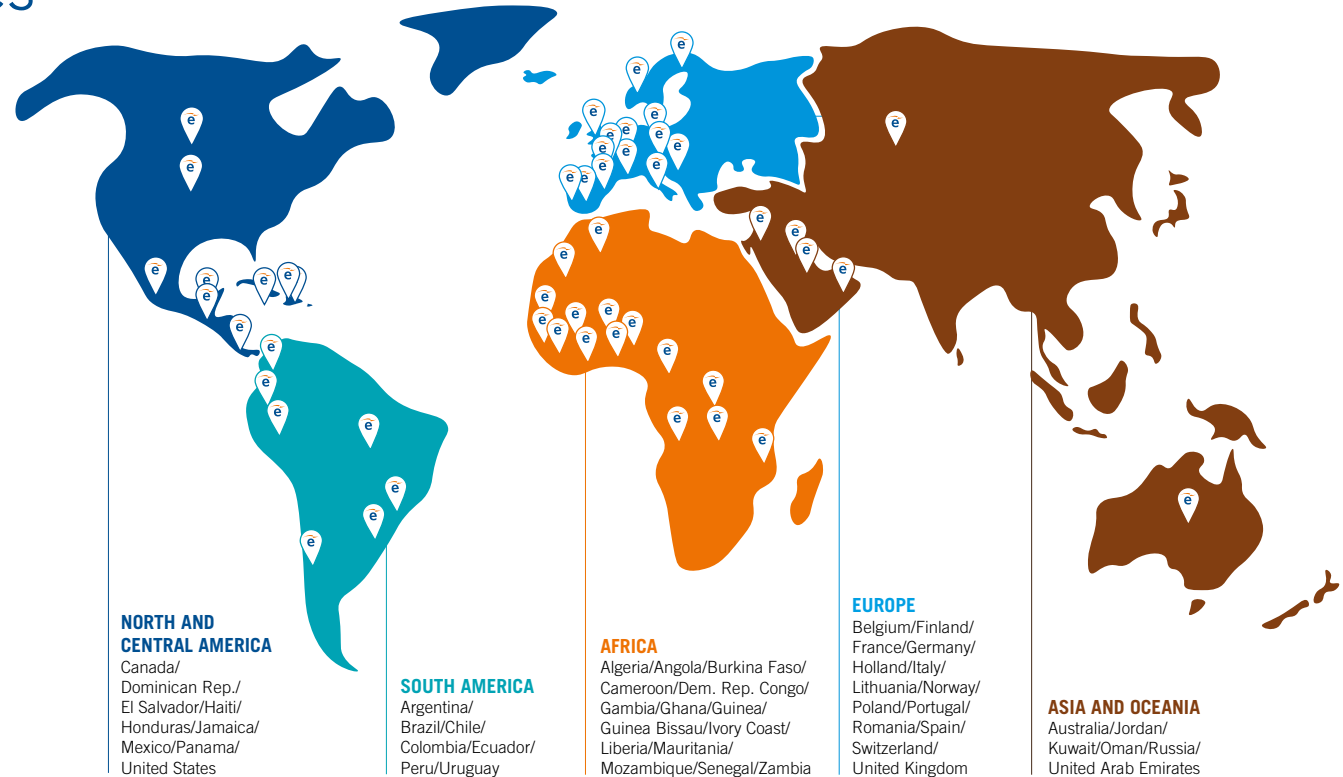 NORTH AND
CENTRAL AMERICA
Canada/
Dominican Rep./
El Salvador/Haiti/
Honduras/Jamaica/
Mexico/Panama/
United States
SOUTH AMERICA
Argentina/
Brazil/Chile/
Colombia/Ecuador/
Peru/Uruguay
AFRICA
Algeria/Angola/Burkina Faso/
Cameroon/Dem. Rep. Congo/
Gambia/Ghana/Guinea/
Guinea Bissau/Ivory Coast/
Liberia/Mauritania/
Mozambique/Senegal/Zambia
EUROPE
Belgium/Finland/
France/Germany/
Holland/Italy/
Lithuania/Norway/
Poland/Portugal/
Romania/Spain/
Switzerland/
United Kingdom
ASIA AND OCEANIA
Australia/Jordan/
Kuwait/Oman/Russia/
United Arab Emirates